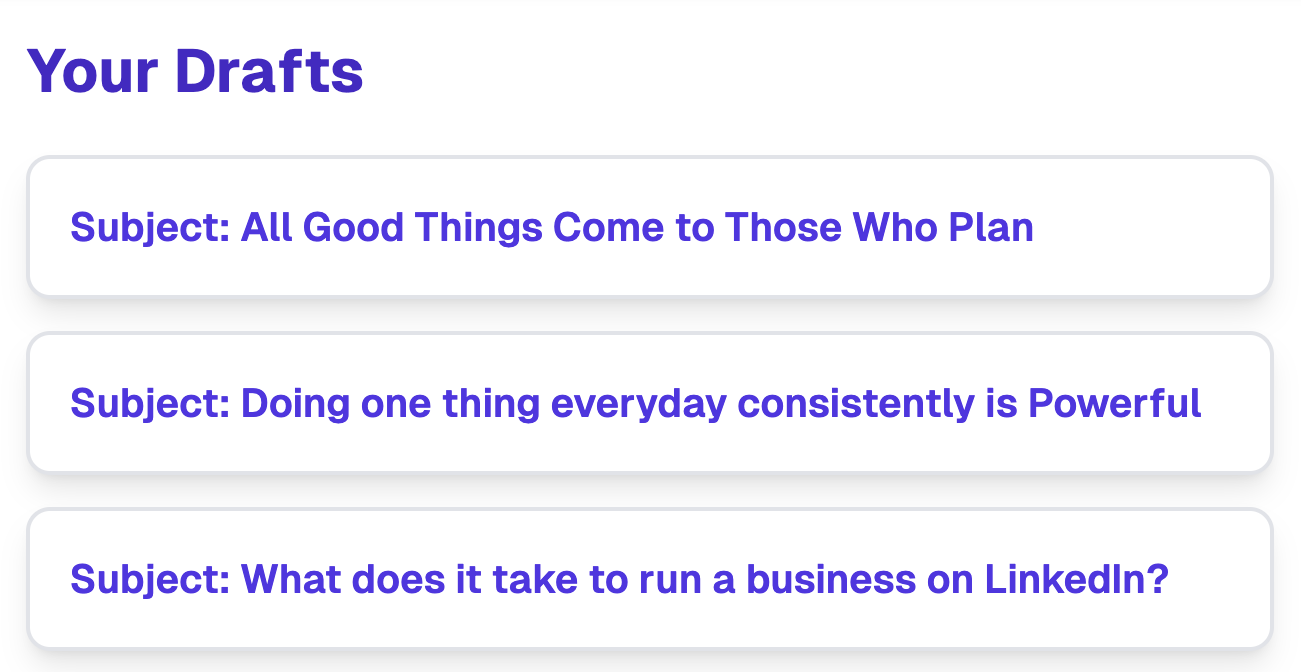 Your Drafts
Subject: All Good Things Come to Those Who Plan
Subject: Doing one thing everyday consistently is Powerful
Subject: What does it take to run a business on LinkedIn?